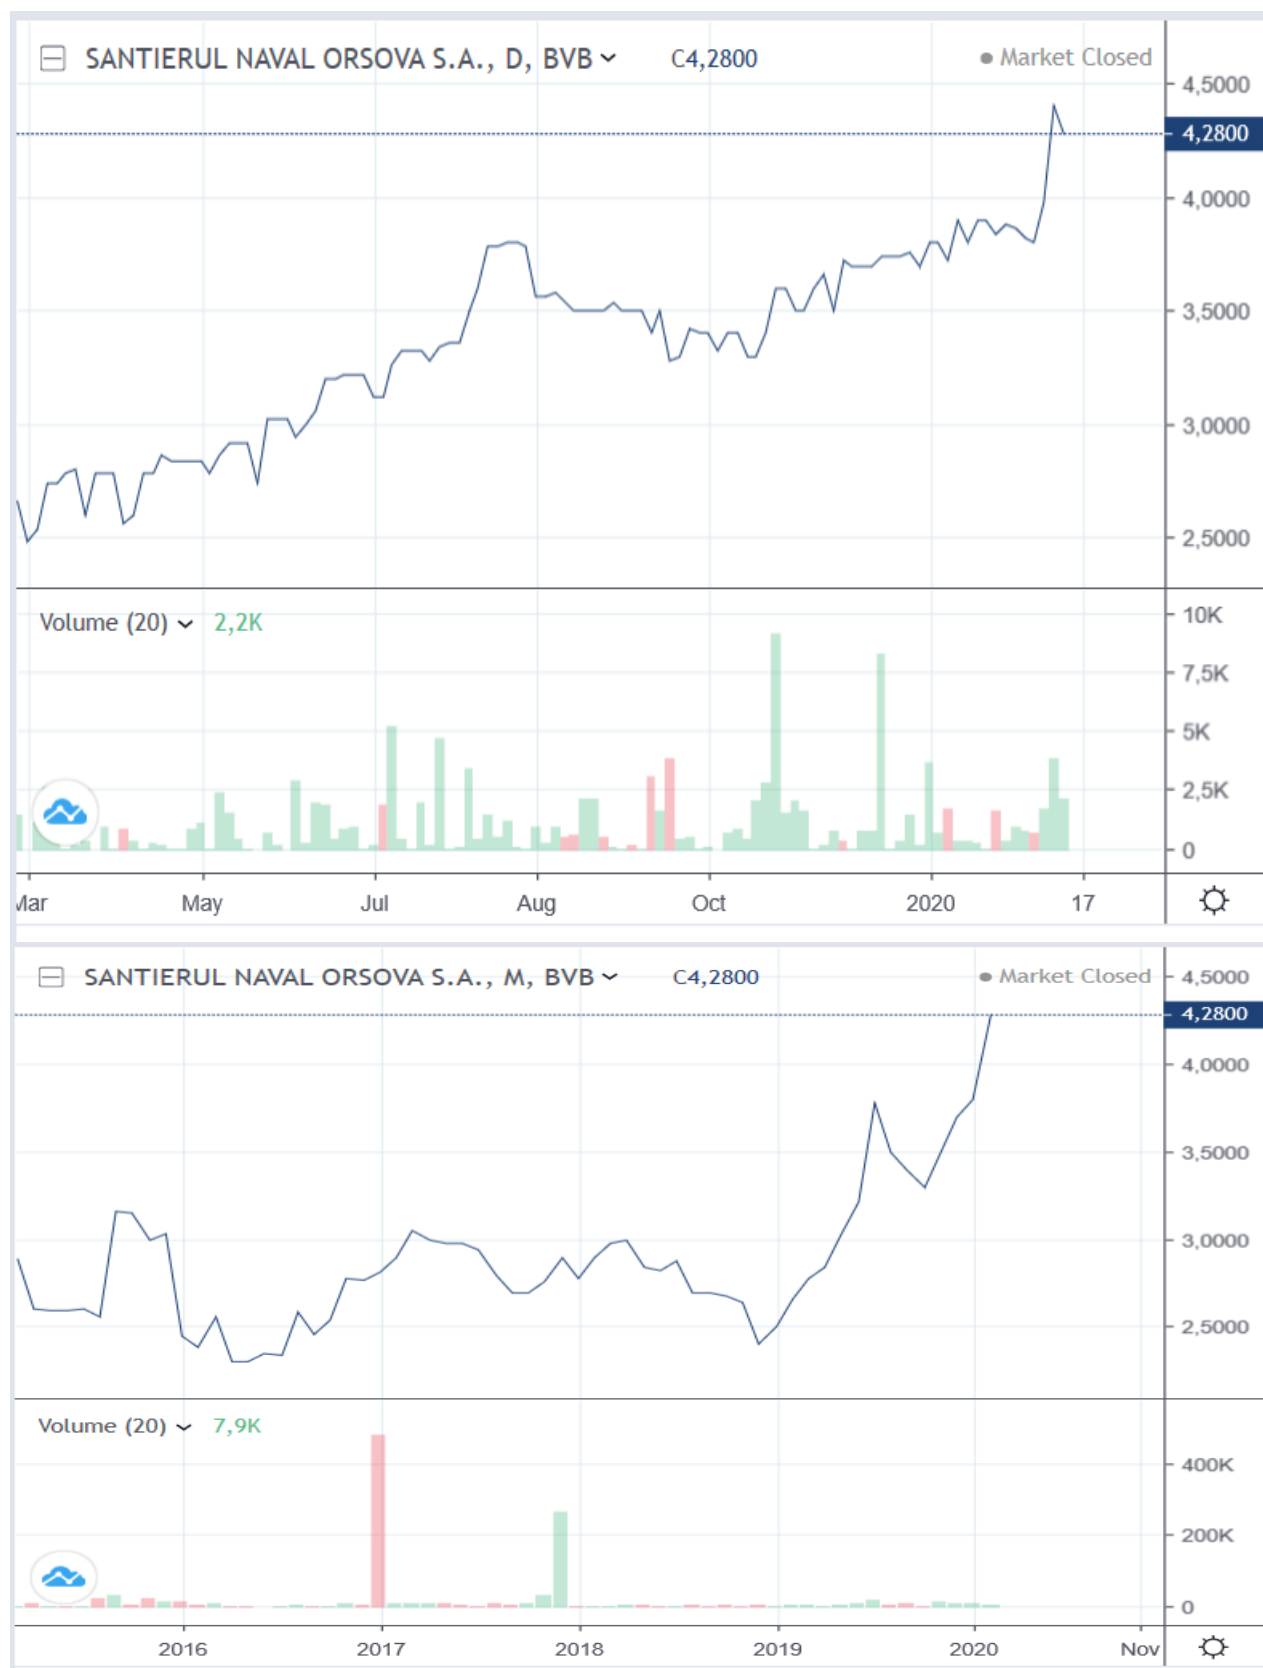 SANTIERUL NAVAL ORSOVA S.A., D, BVB C4,2800 Market Closed
4,5000
4,2800
4,0000
3,5000
3,0000
2,5000
Volume (20) 2,2K
10K
7,5K
5K
2,5K
0
Mar May Jul Aug Oct 2020 17
SANTIERUL NAVAL ORSOVA S.A., M, BVB C4,2800 Market Closed
4,5000
4,2800
4,0000
3,5000
3,0000
2,5000
Volume (20) 7,9K
400K
200K
0
2016 2017 2018 2019 2020 Nov